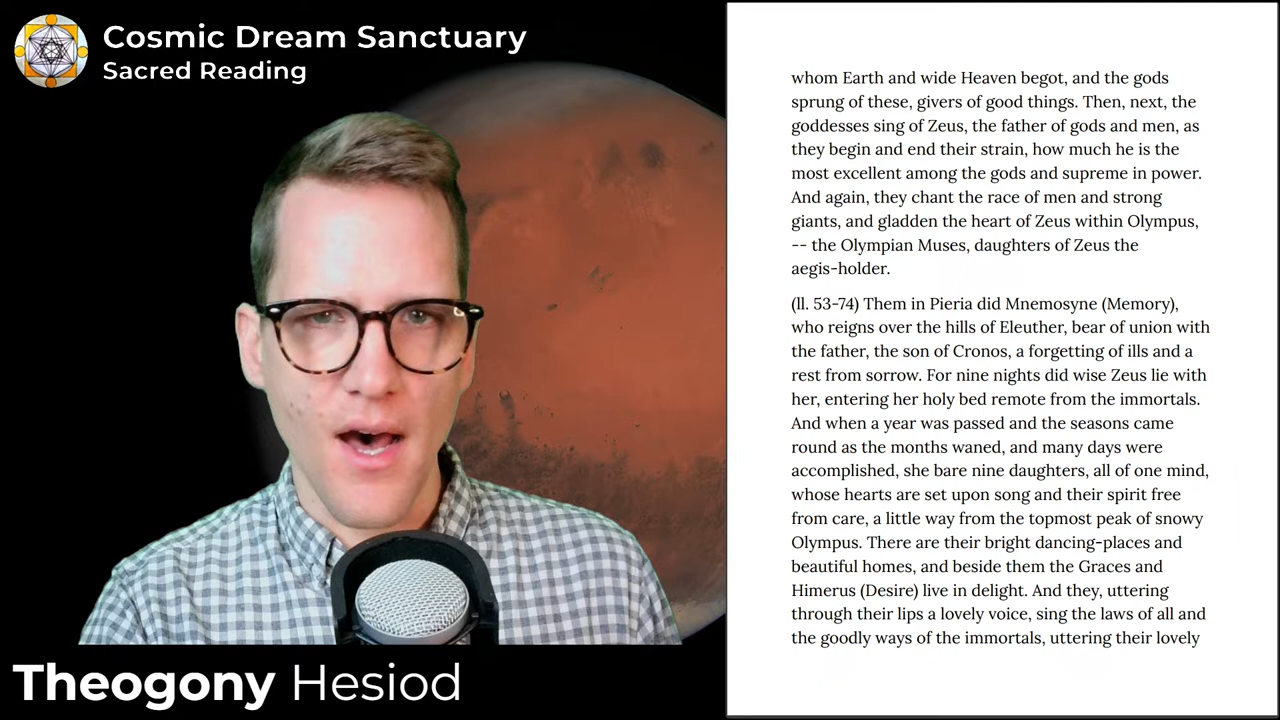 Cosmic Dream Sanctuary
Sacred Reading
whom Earth and wide Heaven begot, and the gods
sprung of these, givers of good things. Then, next, the
goddesses sing of Zeus, the father of gods and men, as
they begin and end their strain, how much he is the
most excellent among the gods and supreme in power.
And again, they chant the race of men and strong
giants, and gladden the heart of Zeus within Olympus,
-- the Olympian Muses, daughters of Zeus the
aegis-holder.
(ll. 53-74) Them in Pieria did Mnemosyne (Memory),
who reigns over the hills of Eleuther, bear of union with
the father, the son of Cronos, a forgetting of ills and a
rest from sorrow. For nine nights did wise Zeus lie with
her, entering her holy bed remote from the immortals.
And when a year was passed and the seasons came
round as the months waned, and many days were
accomplished, she bare nine daughters, all of one mind,
whose hearts are set upon song and their spirit free
from care, a little way from the topmost peak of snowy
Olympus. There are their bright dancing-places and
beautiful homes, and beside them the Graces and
Himerus (Desire) live in delight. And they, uttering
through their lips a lovely voice, sing the laws of all and
the goodly ways of the immortals, uttering their lovely
Theogony Hesiod